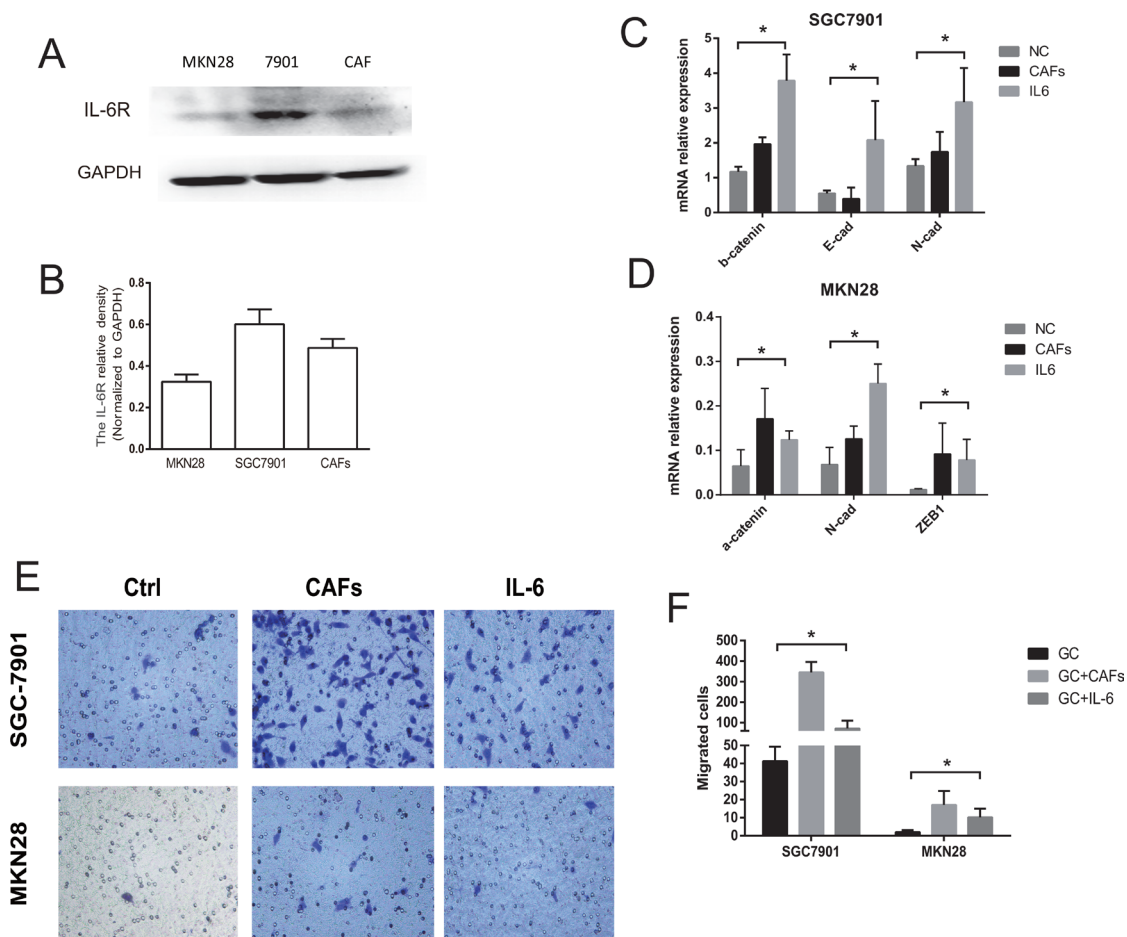 A
MKN28 7901 CAF
IL-6R
GAPDH
B
The IL-6R relative density
(Normalized to GAPDH)
0.8
0.6
0.4
0.2
0.0
MKN28 SGC7901 CAFs
C
SGC7901
mRNA relative expression
5
4
3
2
1
0
* * *
b-catenin E-cad N-cad
NC
CAFs
IL6
D
MKN28
mRNA relative expression
0.4
0.3
0.2
0.1
0.0
* * *
a-catenin N-cad ZEB1
NC
CAFs
IL6
E
Ctrl CAFs IL-6
SGC-7901
MKN28
F
Migrated cells
500
400
300
200
100
50
40
30
20
10
0
* *
SGC7901 MKN28
GC
GC+CAFs
GC+IL-6